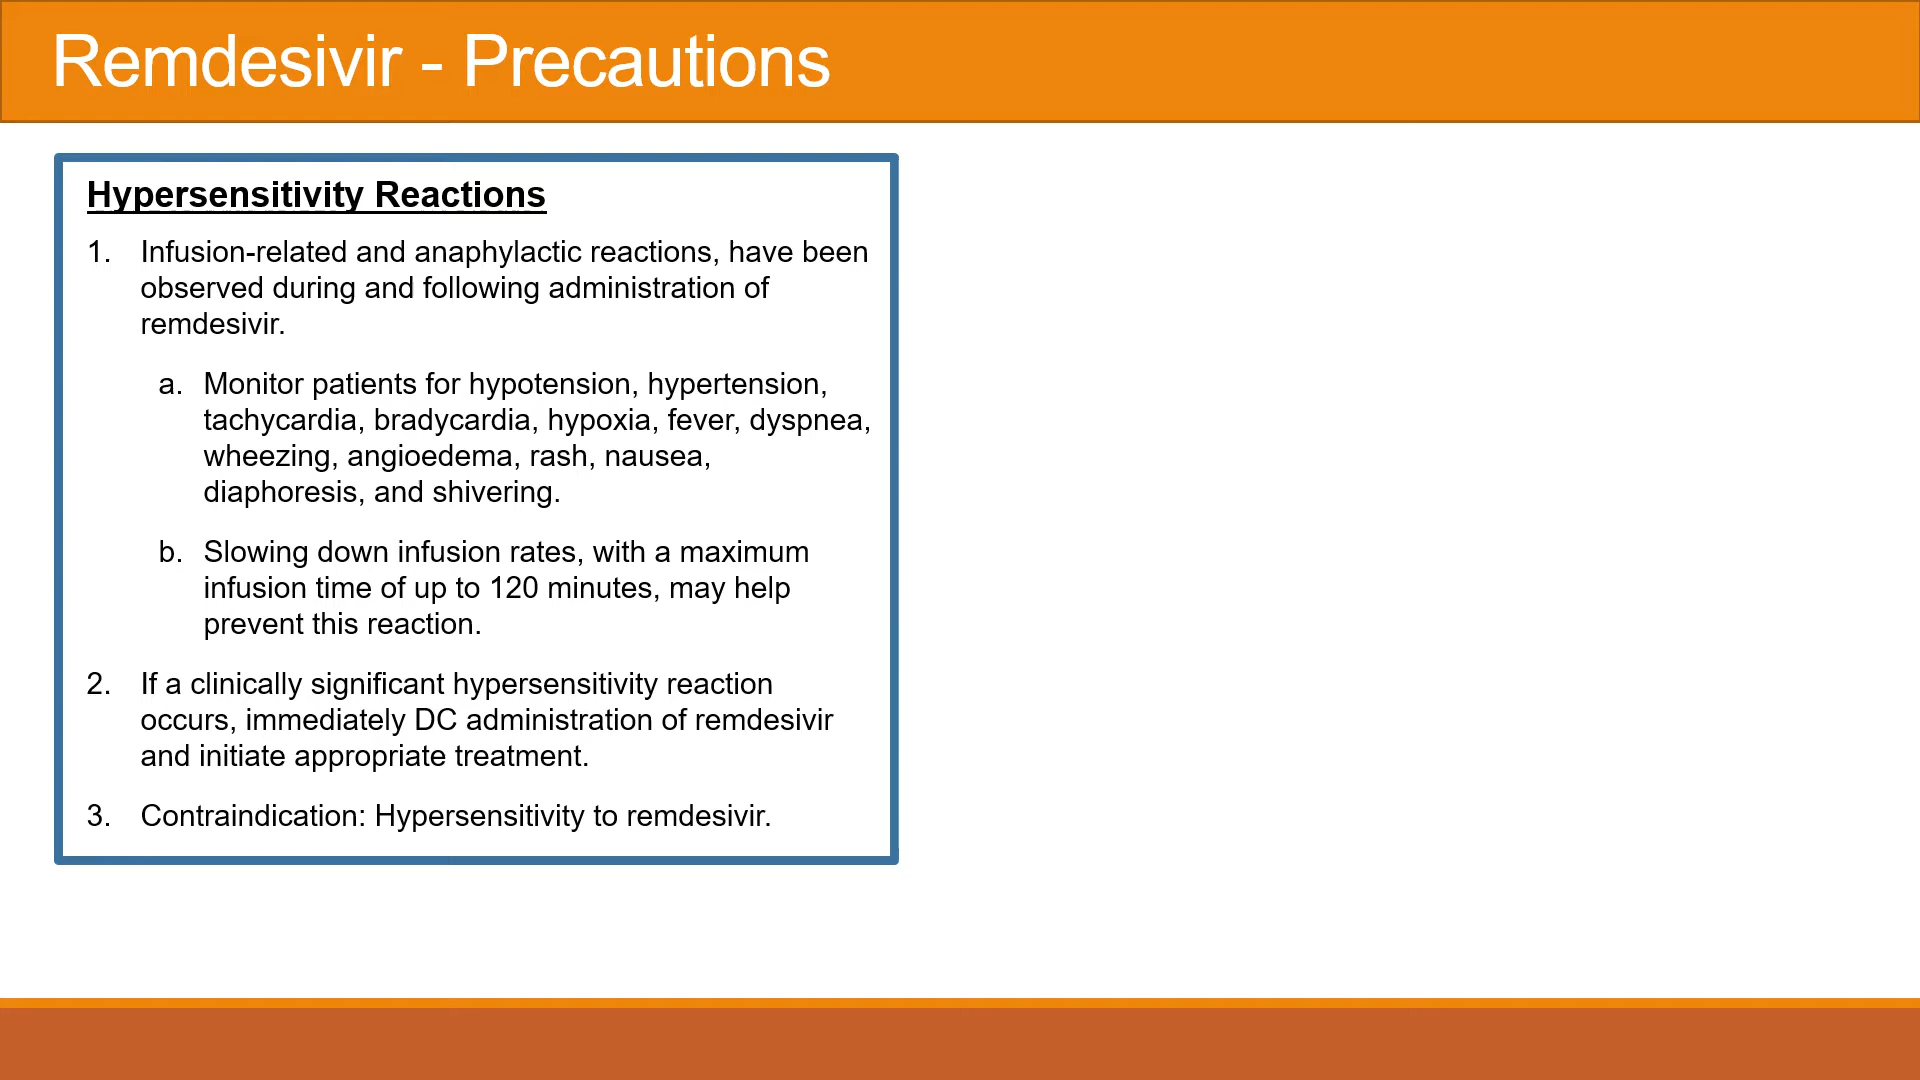 Remdesivir - Precautions
Hypersensitivity Reactions
1. Infusion-related and anaphylactic reactions, have been
observed during and following administration of
remdesivir.
a. Monitor patients for hypotension, hypertension,
tachycardia, bradycardia, hypoxia, fever, dyspnea,
wheezing, angioedema, rash, nausea,
diaphoresis, and shivering.
b. Slowing down infusion rates, with a maximum
infusion time of up to 120 minutes, may help
prevent this reaction.
2. If a clinically significant hypersensitivity reaction
occurs, immediately DC administration of remdesivir
and initiate appropriate treatment.
3. Contraindication: Hypersensitivity to remdesivir.